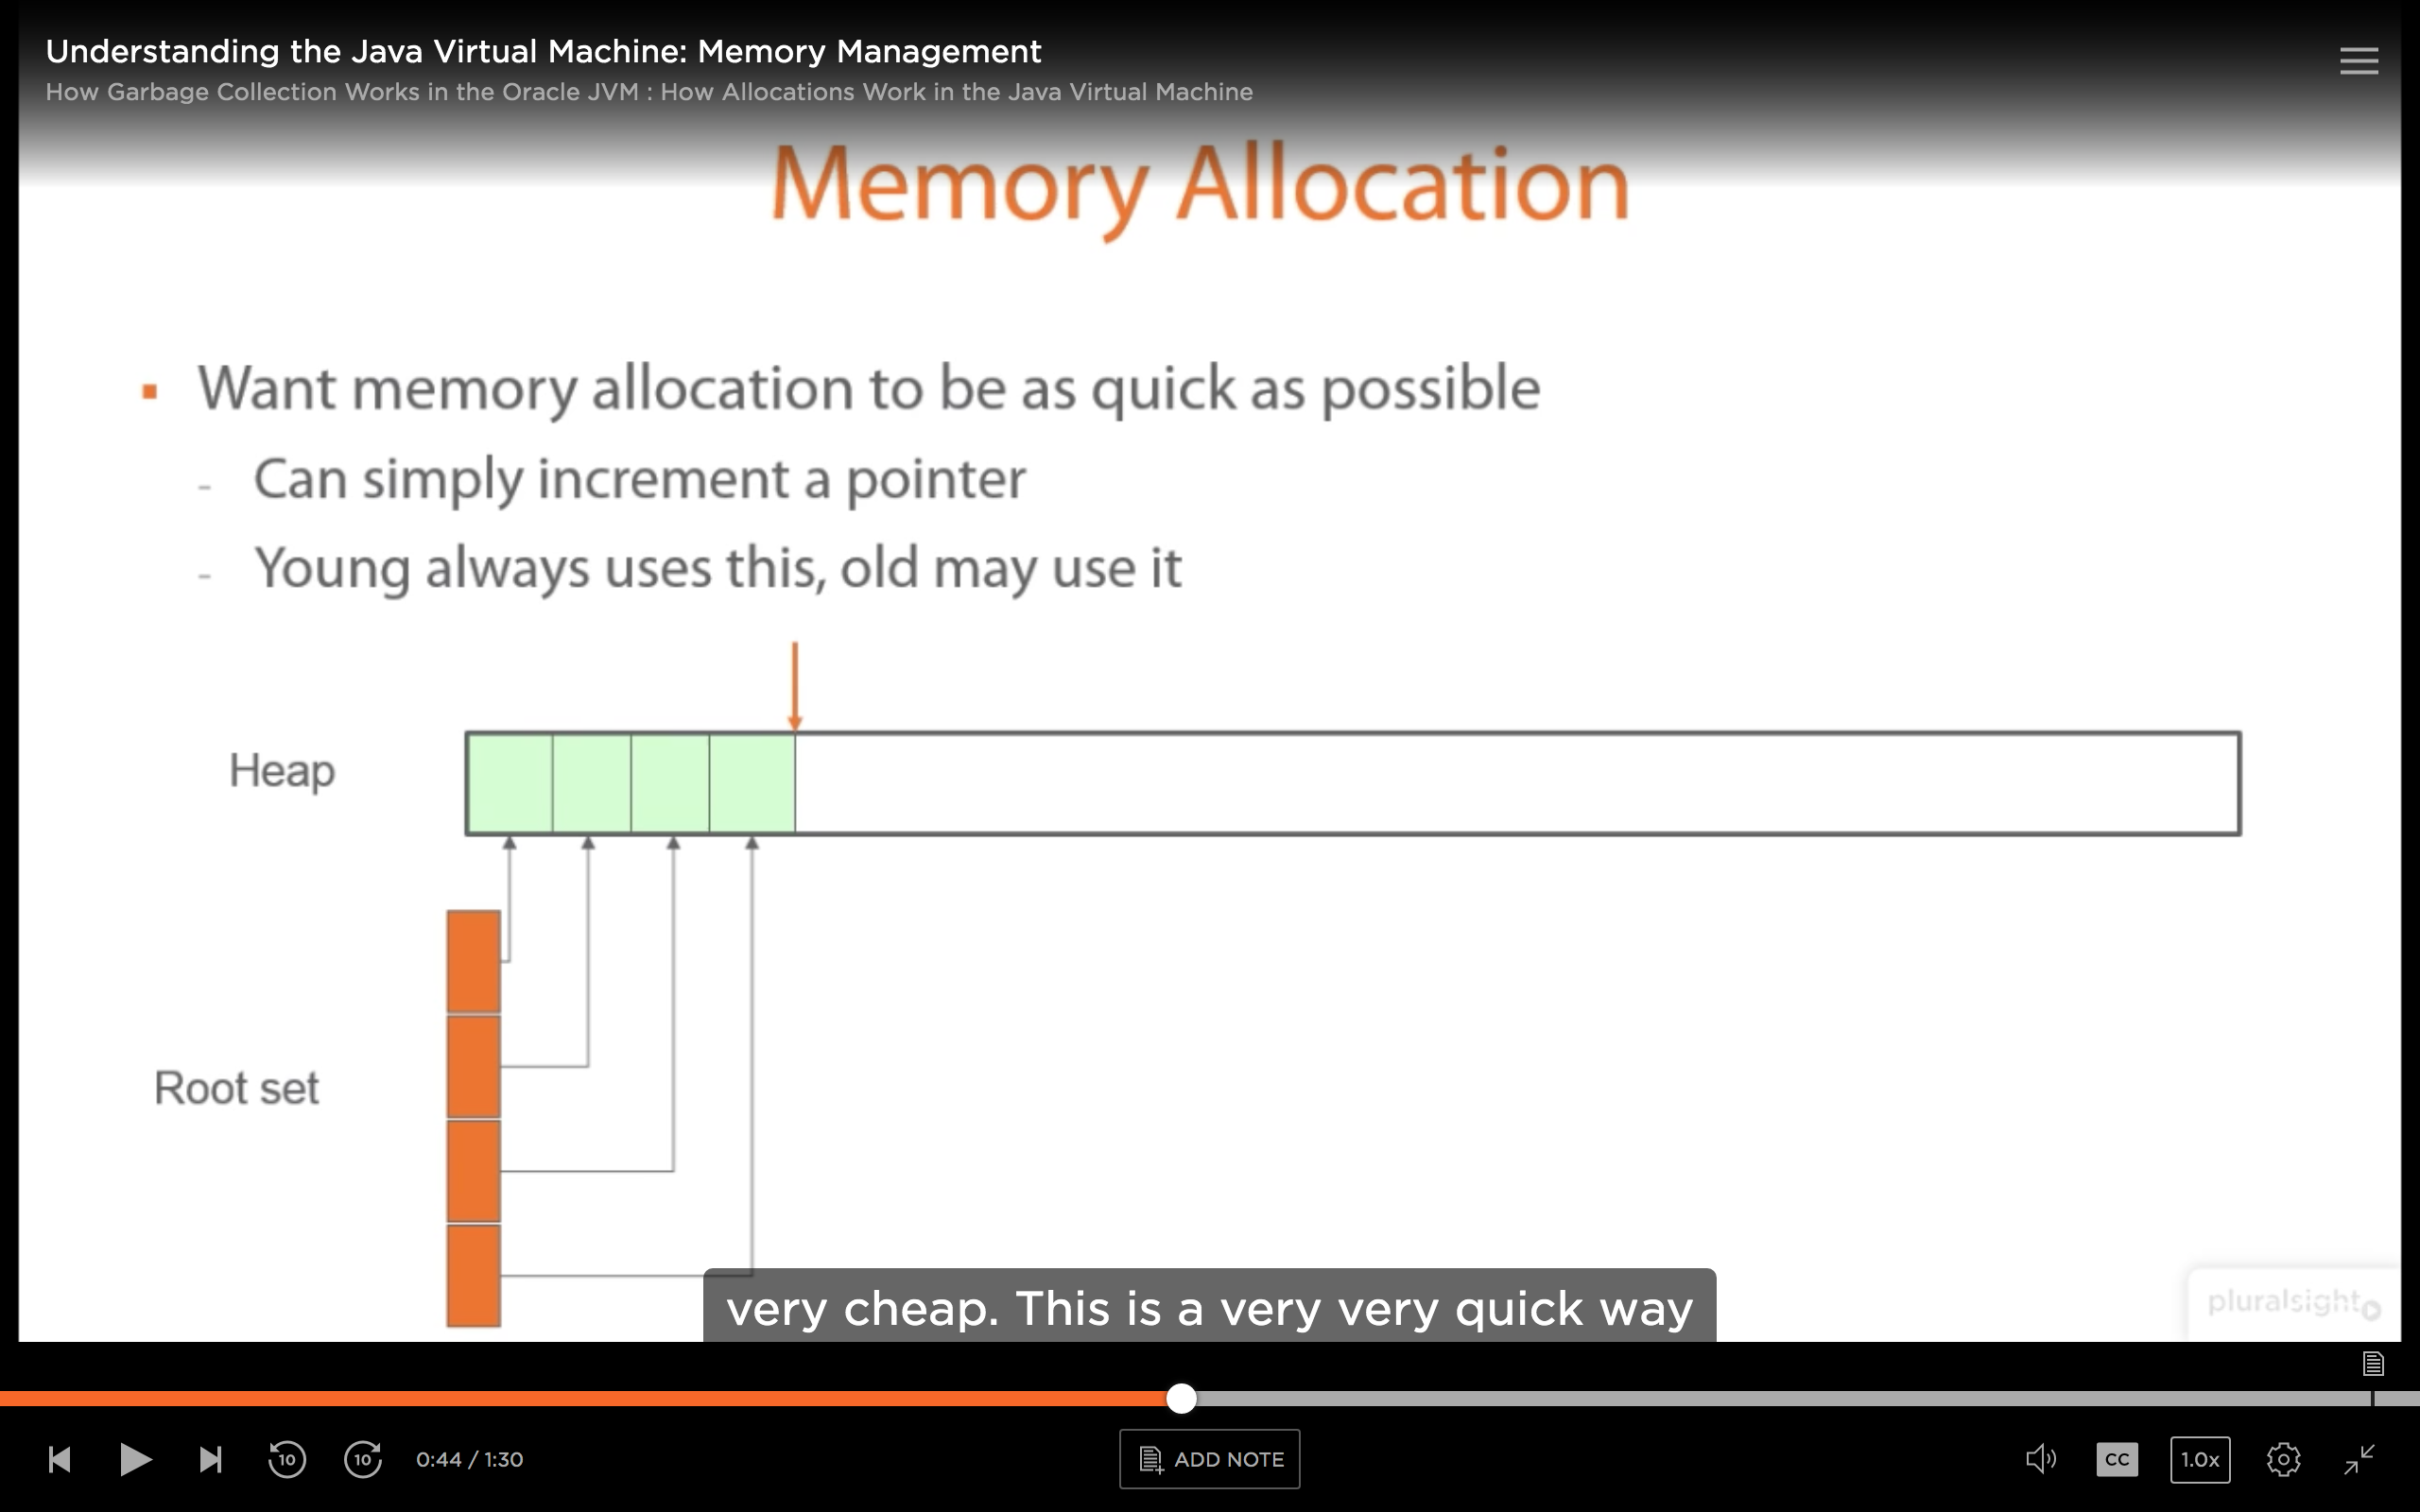 Understanding the Java Virtual Machine: Memory Management
How Garbage Collection Works in the Oracle JVM : How Allocations Work in the Java Virtual Machine
Memory Allocation
Want memory allocation to be as quick as possible
- Can simply increment a pointer
- Young always uses this, old may use it
Heap
Root set
very cheap. This is a very very quick way
pluralsight
10
10
0:44 / 1:30
ADD NOTE
CC
1.0x